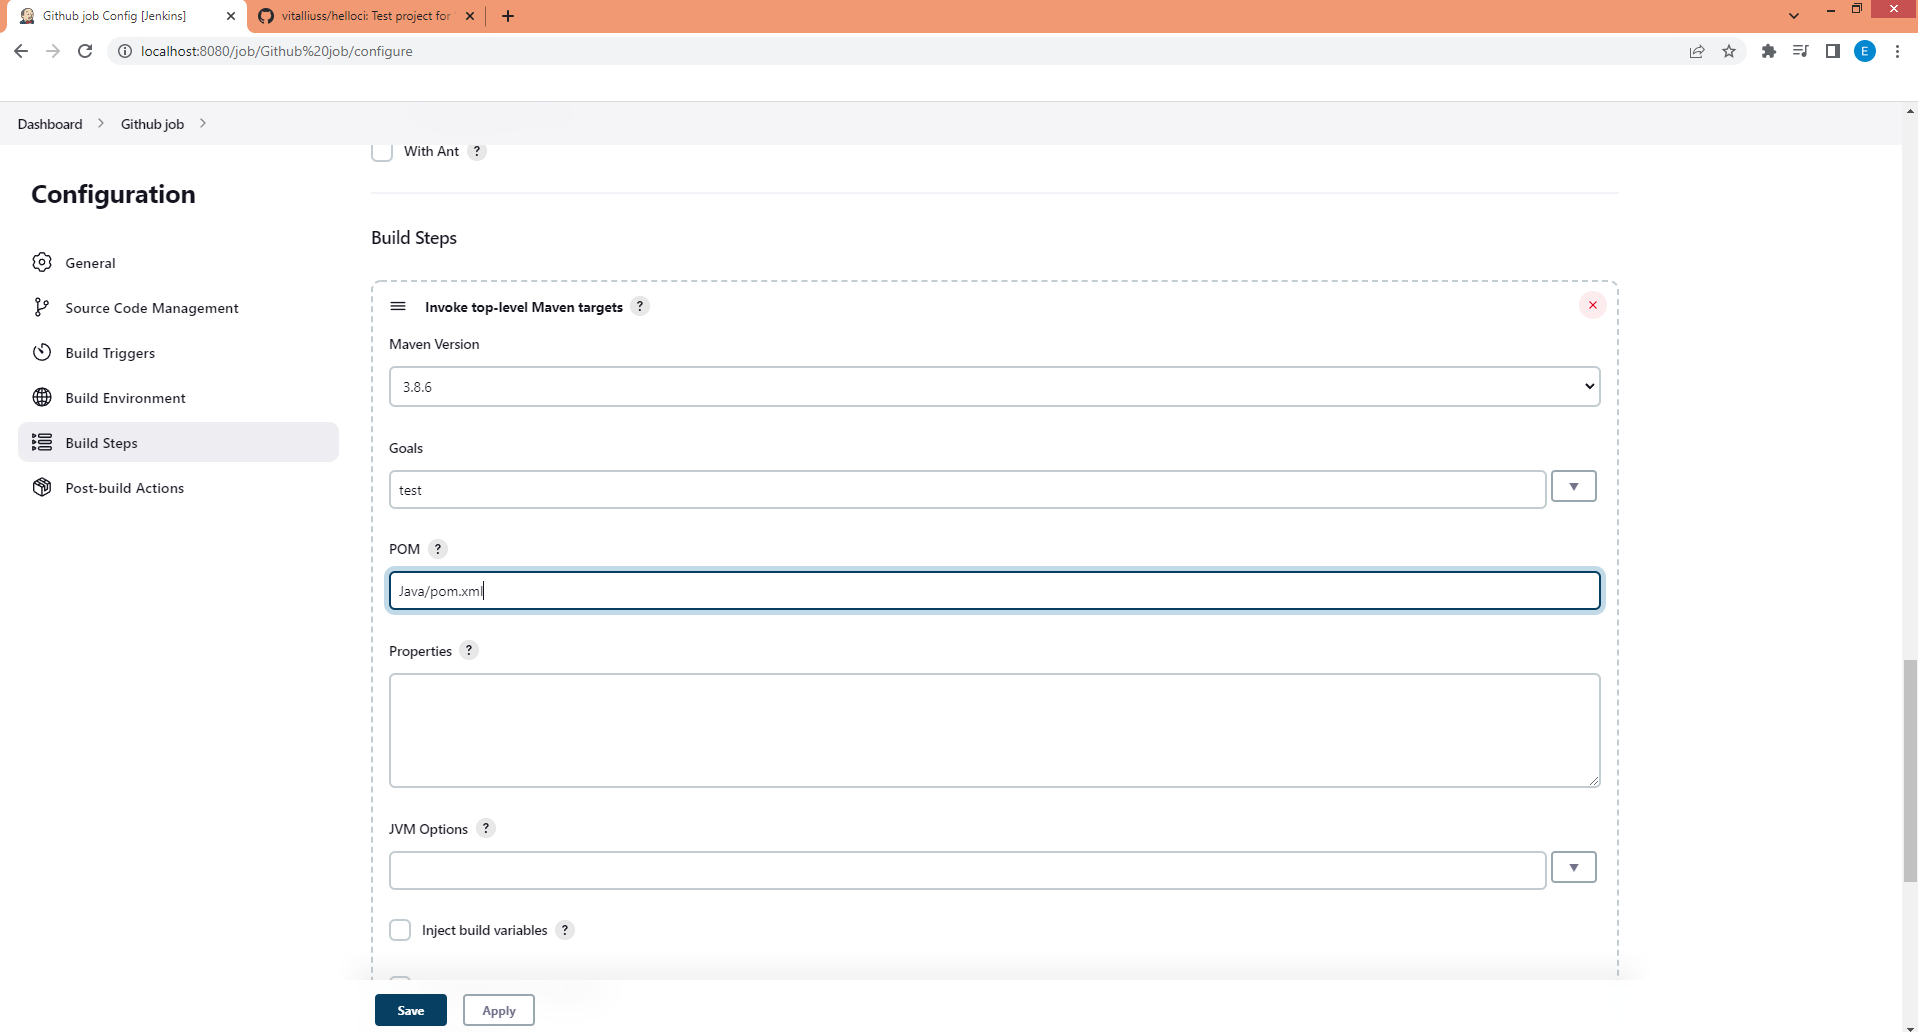 Github job Config [Jenkins]
vitalliuss/helloci: Test project for
localhost:8080/job/Github%20job/configure
E
Dashboard
Github job
With Ant ?
Configuration
General
Source Code Management
Build Triggers
Build Environment
Build Steps
Post-build Actions
Build Steps
Invoke top-level Maven targets ?
Maven Version
3.8.6
Goals
test
POM ?
Java/pom.xml
Properties ?
JVM Options ?
Inject build variables ?
Save
Apply